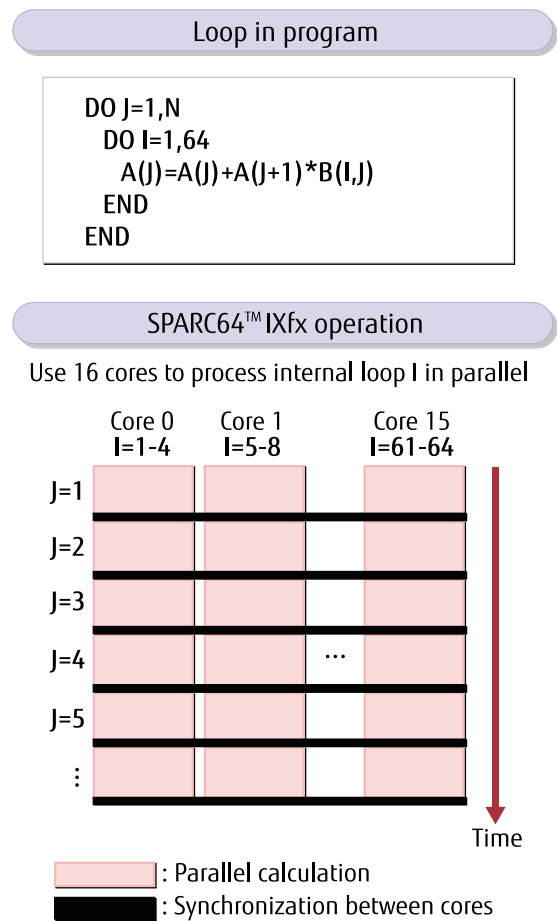 Loop in program
DO J=1,N
DO I=1,64
A(J)=A(J)+A(J+1)*B(I,J)
END
END
SPARC64™ IXfx operation
Use 16 cores to process internal loop I in parallel
Core 0 Core 1 Core 15
I=1-4 I=5-8 I=61-64
J=1
J=2
J=3
J=4 ...
J=5
⋮
Time
: Parallel calculation
: Synchronization between cores